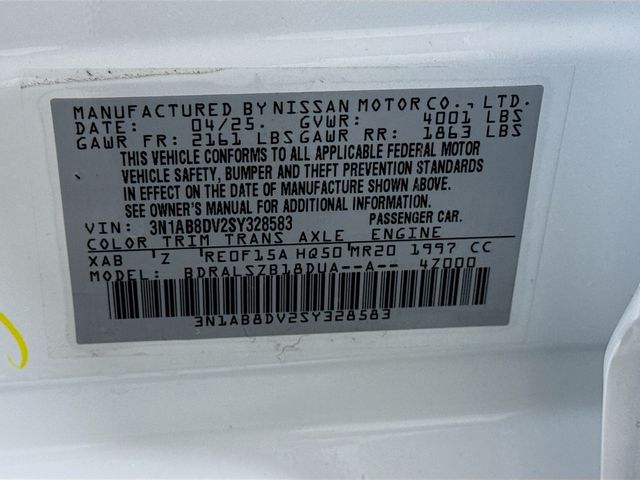 MANUFACTURED BY NISSAN MOTOR CO., LTD.
DATE: 04/25. GVWR: 4001 LBS
GAWR FR: 2161 LBS GAWR RR: 1863 LBS
THIS VEHICLE CONFORMS TO ALL APPLICABLE FEDERAL MOTOR
VEHICLE SAFETY, BUMPER AND THEFT PREVENTION STANDARDS
IN EFFECT ON THE DATE OF MANUFACTURE SHOWN ABOVE.
SEE OWNER'S MANUAL FOR ADDITIONAL INFORMATION.
VIN: 3N1AB8DV2SY328583 PASSENGER CAR.
COLOR TRIM TRANS AXLE ENGINE
XAB 'Z 'RE0F15A HQ50'MR20 1997 CC
MODEL: BDRALSZB18DUA--A-- 4Z000
3N1AB8DV2SY328583